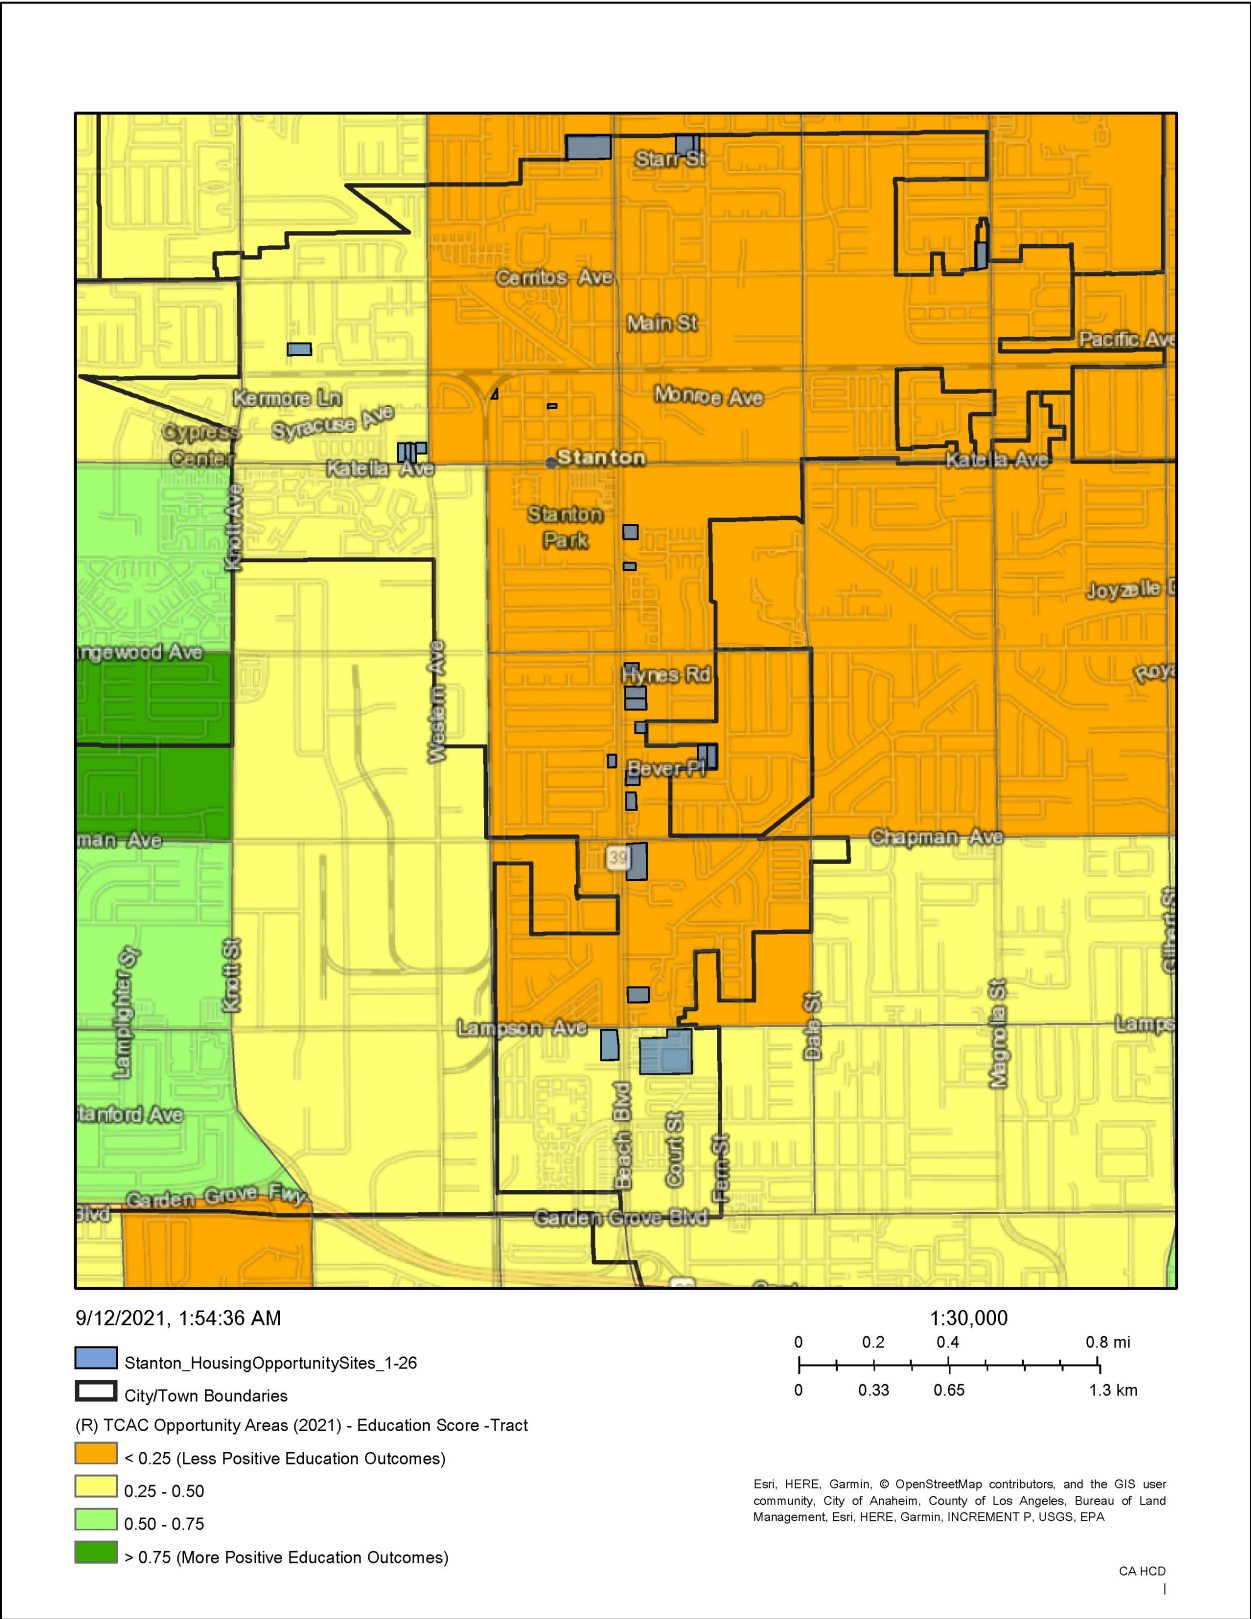 Starr St
Cerritos Ave
Main St
Pacific Ave
Kermore Ln
Monroe Ave
Syracuse Ave
Cypress
Center
Katella Ave
Stanton
Katella Ave
Knott Ave
Stanton
Park
Joyzelle D
ngewood Ave
Western Ave
Hynes Rd
Roya
Bever Pl
man Ave
39
Chapman Ave
Gilbert St
Lamplighter St
Knott St
Magnolia St
Dale St
Lampson Ave
Lamps
Beach Blvd
Court St
Fern St
tanford Ave
Garden Grove Fwy
Blvd
Garden Grove Blvd
9/12/2021, 1:54:36 AM
1:30,000
0 0.2 0.4 0.8 mi
0 0.33 0.65 1.3 km
Stanton_HousingOpportunitySites_1-26
City/Town Boundaries
(R) TCAC Opportunity Areas (2021) - Education Score -Tract
< 0.25 (Less Positive Education Outcomes)
0.25 - 0.50
0.50 - 0.75
> 0.75 (More Positive Education Outcomes)
Esri, HERE, Garmin, © OpenStreetMap contributors, and the GIS user
community, City of Anaheim, County of Los Angeles, Bureau of Land
Management, Esri, HERE, Garmin, INCREMENT P, USGS, EPA
CA HCD
|